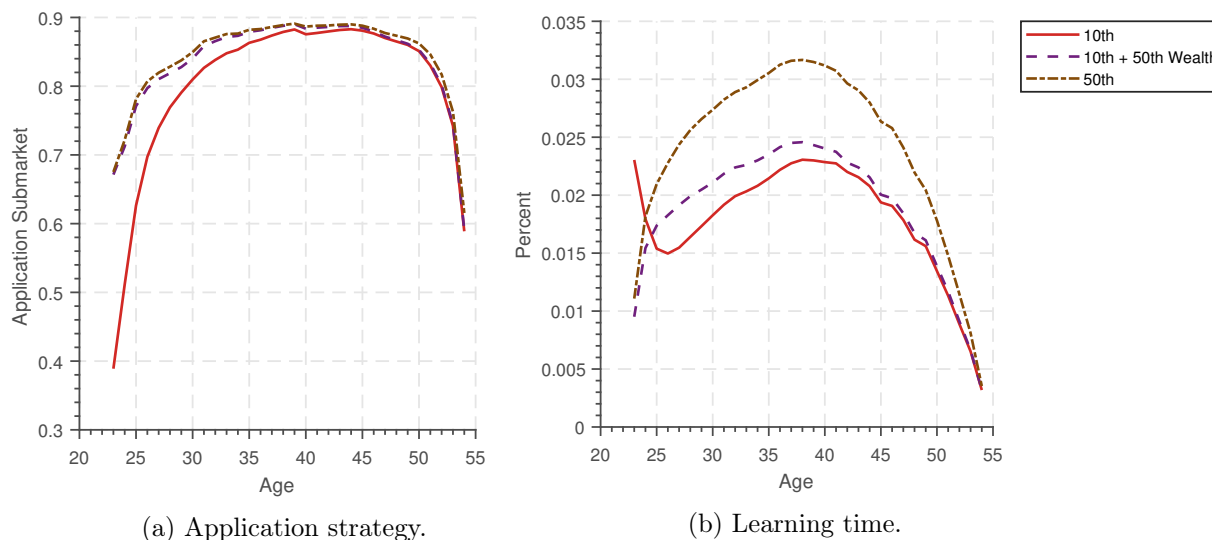 0.9
0.8
0.7
0.6
0.5
0.4
0.3
20 25 30 35 40 45 50 55
Application Submarket
Age
(a) Application strategy.
0.035
0.03
0.025
0.02
0.015
0.01
0.005
0
20 25 30 35 40 45 50 55
Percent
Age
(b) Learning time.
10th
10th + 50th Wealth
50th